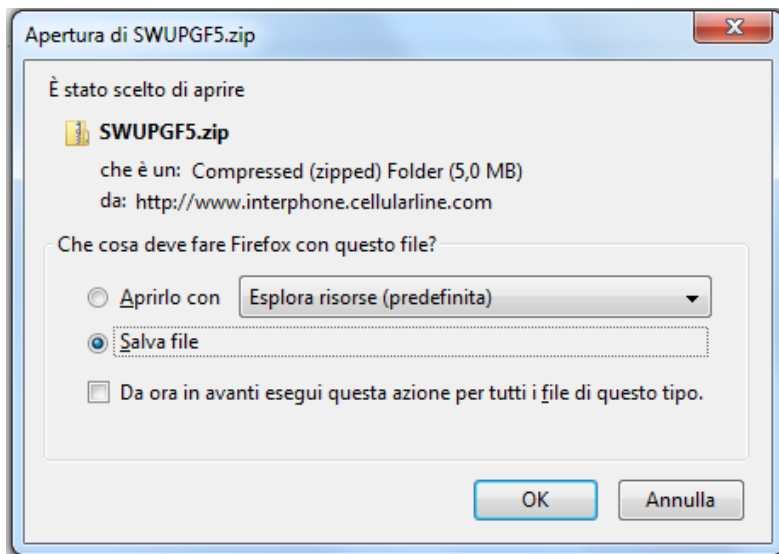 Apertura di SWUPGF5.zip
È stato scelto di aprire
SWUPGF5.zip
che è un: Compressed (zipped) Folder (5,0 MB)
da: http://www.interphone.cellularline.com
Che cosa deve fare Firefox con questo file?
Aprirlo con Esplora risorse (predefinita)
Salva file
Da ora in avanti esegui questa azione per tutti i file di questo tipo.
OK Annulla